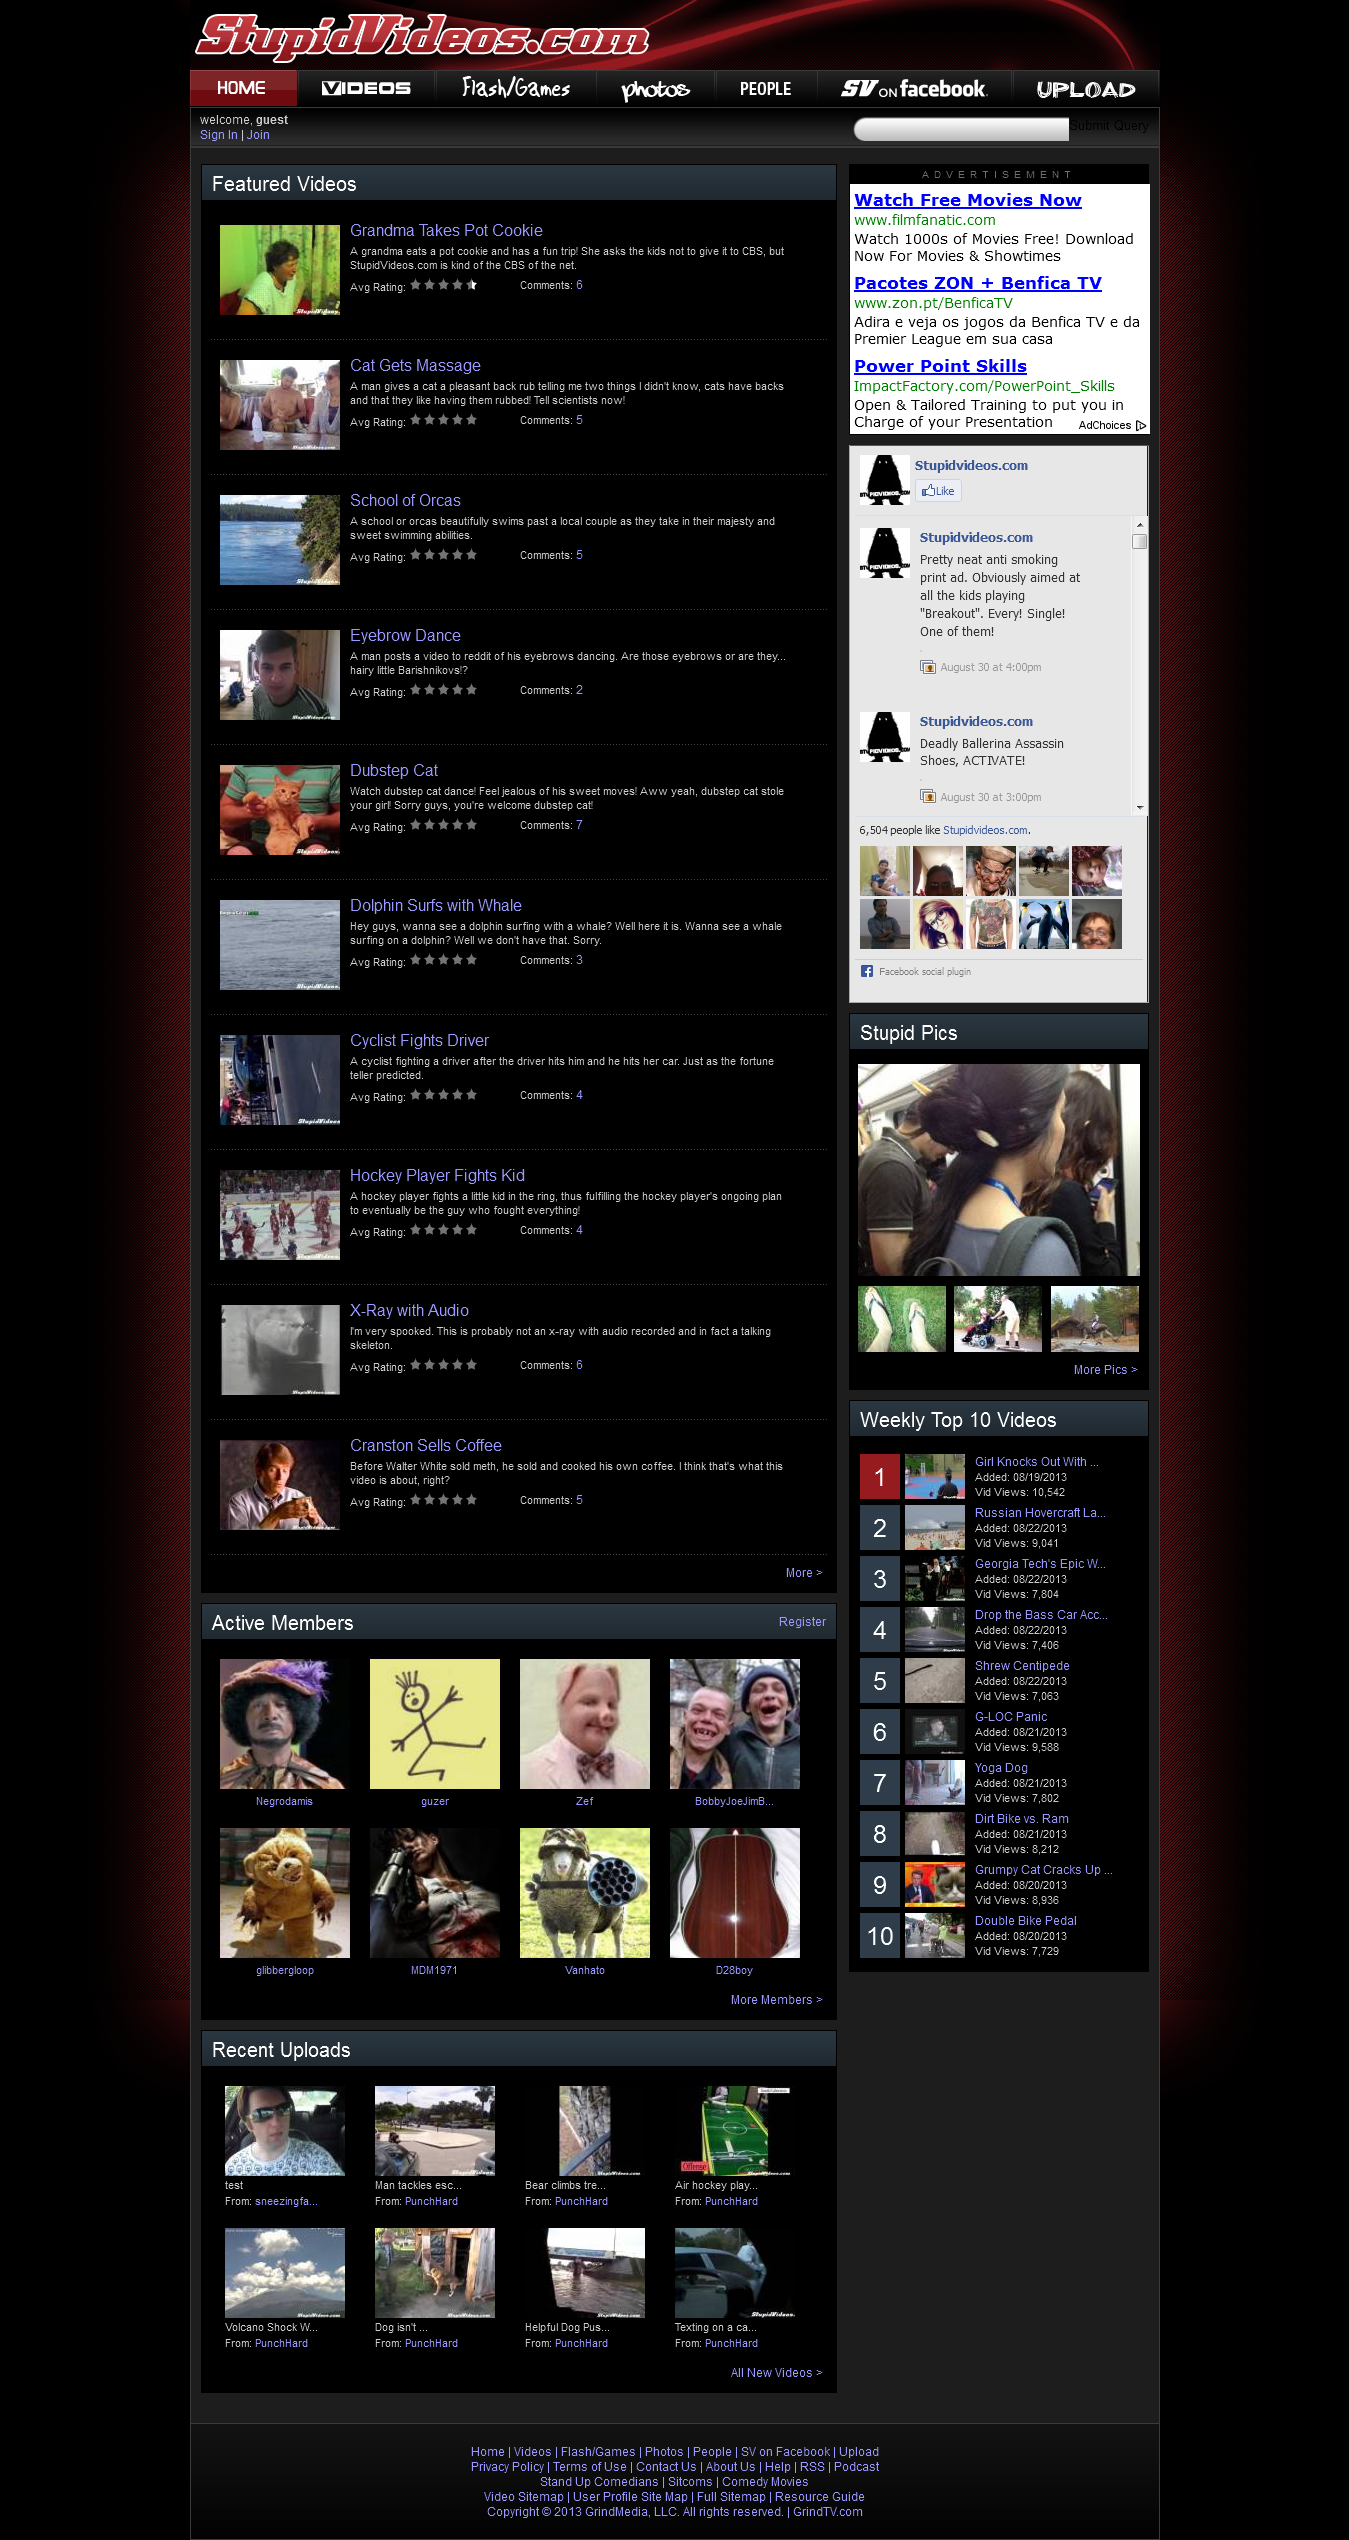 StupidVideos.com
HOME
VIDEOS
Flash/Games
photos
PEOPLE
SV ON facebook
UPLOAD
welcome, guest
Sign In | Join
Submit Query
Featured Videos
Grandma Takes Pot Cookie
A grandma eats a pot cookie and has a fun trip! She asks the kids not to give it to CBS, but
StupidVideos.com is kind of the CBS of the net.
Avg Rating:
Comments: 6
Cat Gets Massage
A man gives a cat a pleasant back rub telling me two things I didn't know, cats have backs
and that they like having them rubbed! Tell scientists now!
Avg Rating:
Comments: 5
School of Orcas
A school or orcas beautifully swims past a local couple as they take in their majesty and
sweet swimming abilities.
Avg Rating:
Comments: 5
Eyebrow Dance
A man posts a video to reddit of his eyebrows dancing. Are those eyebrows or are they...
hairy little Barishnikovs!?
Avg Rating:
Comments: 2
Dubstep Cat
Watch dubstep cat dance! Feel jealous of his sweet moves! Aww yeah, dubstep cat stole
your girl! Sorry guys, you're welcome dubstep cat!
Avg Rating:
Comments: 7
Dolphin Surfs with Whale
Hey guys, wanna see a dolphin surfing with a whale? Well here it is. Wanna see a whale
surfing on a dolphin? Well we don't have that. Sorry.
Avg Rating:
Comments: 3
Cyclist Fights Driver
A cyclist fighting a driver after the driver hits him and he hits her car. Just as the fortune
teller predicted.
Avg Rating:
Comments: 4
Hockey Player Fights Kid
A hockey player fights a little kid in the ring, thus fulfilling the hockey player's ongoing plan
to eventually be the guy who fought everything!
Avg Rating:
Comments: 4
X-Ray with Audio
I'm very spooked. This is probably not an x-ray with audio recorded and in fact a talking
skeleton.
Avg Rating:
Comments: 6
Cranston Sells Coffee
Before Walter White sold meth, he sold and cooked his own coffee. I think that's what this
video is about, right?
Avg Rating:
Comments: 5
More >
Active Members
Register
Negrodamis
guzer
Zef
BobbyJoeJimB...
glibbergloop
MDM1971
Vanhato
D28boy
More Members >
Recent Uploads
test
From: sneezingfa...
Man tackles esc...
From: PunchHard
Bear climbs tre...
From: PunchHard
Offense
Air hockey play...
From: PunchHard
Volcano Shock W...
From: PunchHard
Dog isn't ...
From: PunchHard
Helpful Dog Pus...
From: PunchHard
Texting on a ca...
From: PunchHard
All New Videos >
ADVERTISEMENT
Watch Free Movies Now
www.filmfanatic.com
Watch 1000s of Movies Free! Download
Now For Movies & Showtimes
Pacotes ZON + Benfica TV
www.zon.pt/BenficaTV
Adira e veja os jogos da Benfica TV e da
Premier League em sua casa
Power Point Skills
ImpactFactory.com/PowerPoint_Skills
Open & Tailored Training to put you in
Charge of your Presentation
AdChoices
Stupidvideos.com
Like
Stupidvideos.com
Pretty neat anti smoking
print ad. Obviously aimed at
all the kids playing
"Breakout". Every! Single!
One of them!
August 30 at 4:00pm
Stupidvideos.com
Deadly Ballerina Assassin
Shoes, ACTIVATE!
August 30 at 3:00pm
6,504 people like Stupidvideos.com.
Facebook social plugin
Stupid Pics
More Pics >
Weekly Top 10 Videos
1
Girl Knocks Out With ...
Added: 08/19/2013
Vid Views: 10,542
2
Russian Hovercraft La...
Added: 08/22/2013
Vid Views: 9,041
3
Georgia Tech's Epic W...
Added: 08/22/2013
Vid Views: 7,804
4
Drop the Bass Car Acc...
Added: 08/22/2013
Vid Views: 7,406
5
Shrew Centipede
Added: 08/22/2013
Vid Views: 7,063
6
G-LOC Panic
Added: 08/21/2013
Vid Views: 9,588
7
Yoga Dog
Added: 08/21/2013
Vid Views: 7,802
8
Dirt Bike vs. Ram
Added: 08/21/2013
Vid Views: 8,212
9
Grumpy Cat Cracks Up ...
Added: 08/20/2013
Vid Views: 8,936
10
Double Bike Pedal
Added: 08/20/2013
Vid Views: 7,729
Home | Videos | Flash/Games | Photos | People | SV on Facebook | Upload
Privacy Policy | Terms of Use | Contact Us | About Us | Help | RSS | Podcast
Stand Up Comedians | Sitcoms | Comedy Movies
Video Sitemap | User Profile Site Map | Full Sitemap | Resource Guide
Copyright © 2013 GrindMedia, LLC. All rights reserved. | GrindTV.com